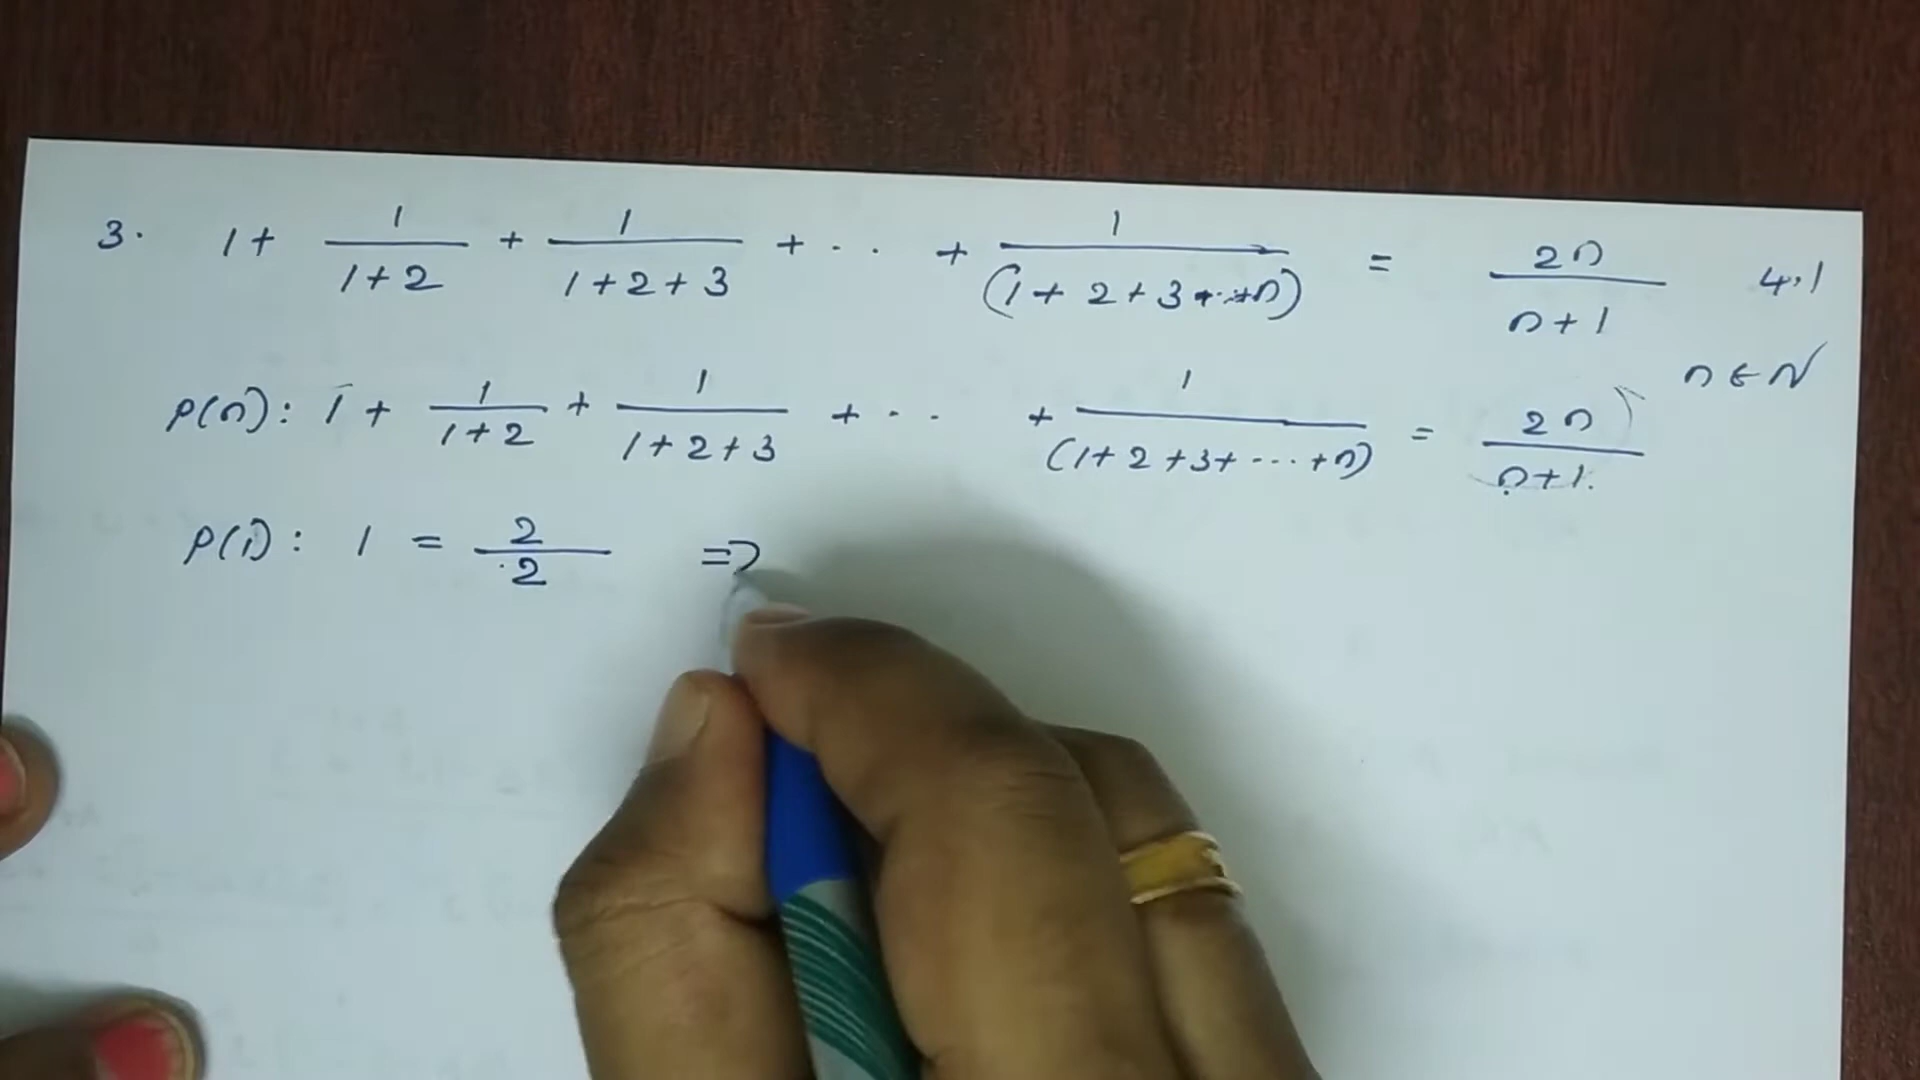 3. 1 + 1/(1+2) + 1/(1+2+3) + .. + 1/(1+2+3+..+n) = 2n/(n+1) 4.1
n ∈ N
P(n): 1 + 1/(1+2) + 1/(1+2+3) + .. + 1/(1+2+3+...+n) = 2n/(n+1)
P(1): 1 = 2/2 =>